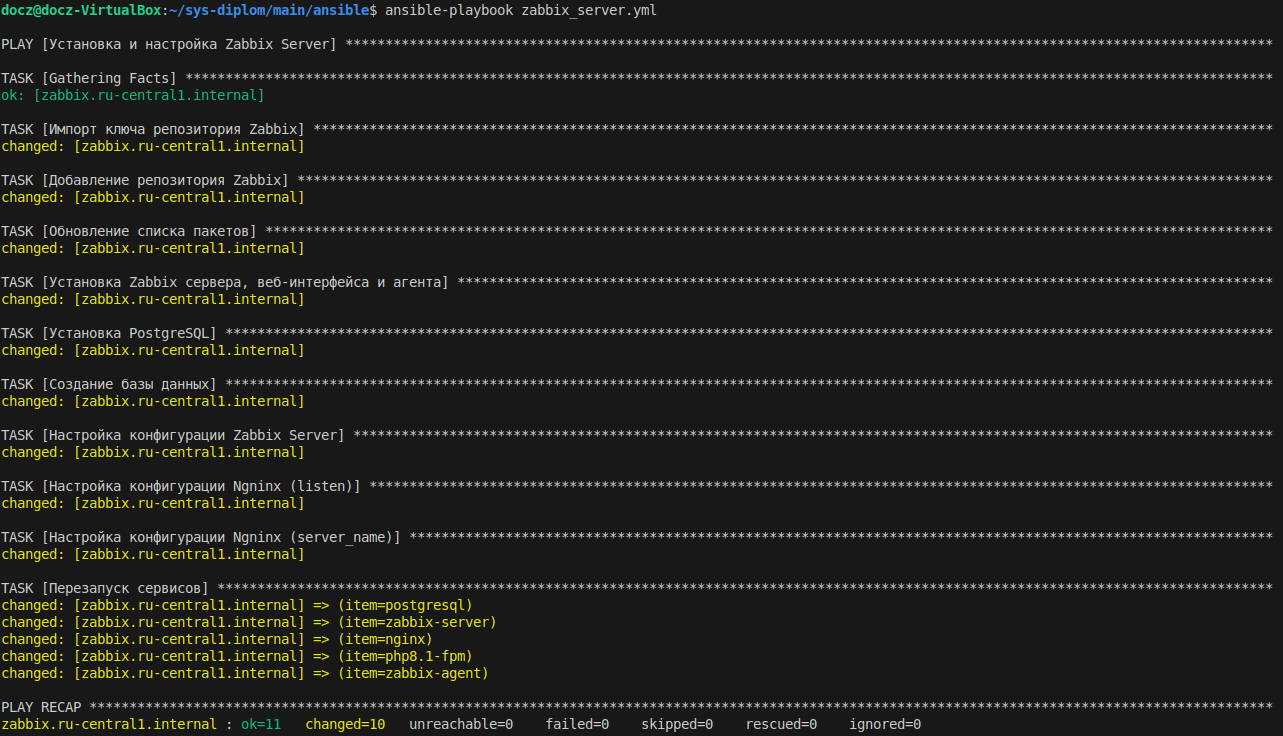 docz@docz-VirtualBox:~/sys-diplom/main/ansible$ ansible-playbook zabbix_server.yml
PLAY [Установка и настройка Zabbix Server] ********************************************************************************************************************
TASK [Gathering Facts] ****************************************************************************************************************************************
ok: [zabbix.ru-central1.internal]
TASK [Импорт ключа репозитория Zabbix] ************************************************************************************************************************
changed: [zabbix.ru-central1.internal]
TASK [Добавление репозитория Zabbix] **************************************************************************************************************************
changed: [zabbix.ru-central1.internal]
TASK [Обновление списка пакетов] ******************************************************************************************************************************
changed: [zabbix.ru-central1.internal]
TASK [Установка Zabbix сервера, веб-интерфейса и агента] ******************************************************************************************************
changed: [zabbix.ru-central1.internal]
TASK [Установка PostgreSQL] ***********************************************************************************************************************************
changed: [zabbix.ru-central1.internal]
TASK [Создание базы данных] ***********************************************************************************************************************************
changed: [zabbix.ru-central1.internal]
TASK [Настройка конфигурации Zabbix Server] *******************************************************************************************************************
changed: [zabbix.ru-central1.internal]
TASK [Настройка конфигурации Ngninx (listen)] *****************************************************************************************************************
changed: [zabbix.ru-central1.internal]
TASK [Настройка конфигурации Ngninx (server_name)] ************************************************************************************************************
changed: [zabbix.ru-central1.internal]
TASK [Перезапуск сервисов] ************************************************************************************************************************************
changed: [zabbix.ru-central1.internal] => (item=postgresql)
changed: [zabbix.ru-central1.internal] => (item=zabbix-server)
changed: [zabbix.ru-central1.internal] => (item=nginx)
changed: [zabbix.ru-central1.internal] => (item=php8.1-fpm)
changed: [zabbix.ru-central1.internal] => (item=zabbix-agent)
PLAY RECAP ****************************************************************************************************************************************************
zabbix.ru-central1.internal : ok=11   changed=10   unreachable=0    failed=0    skipped=0    rescued=0    ignored=0